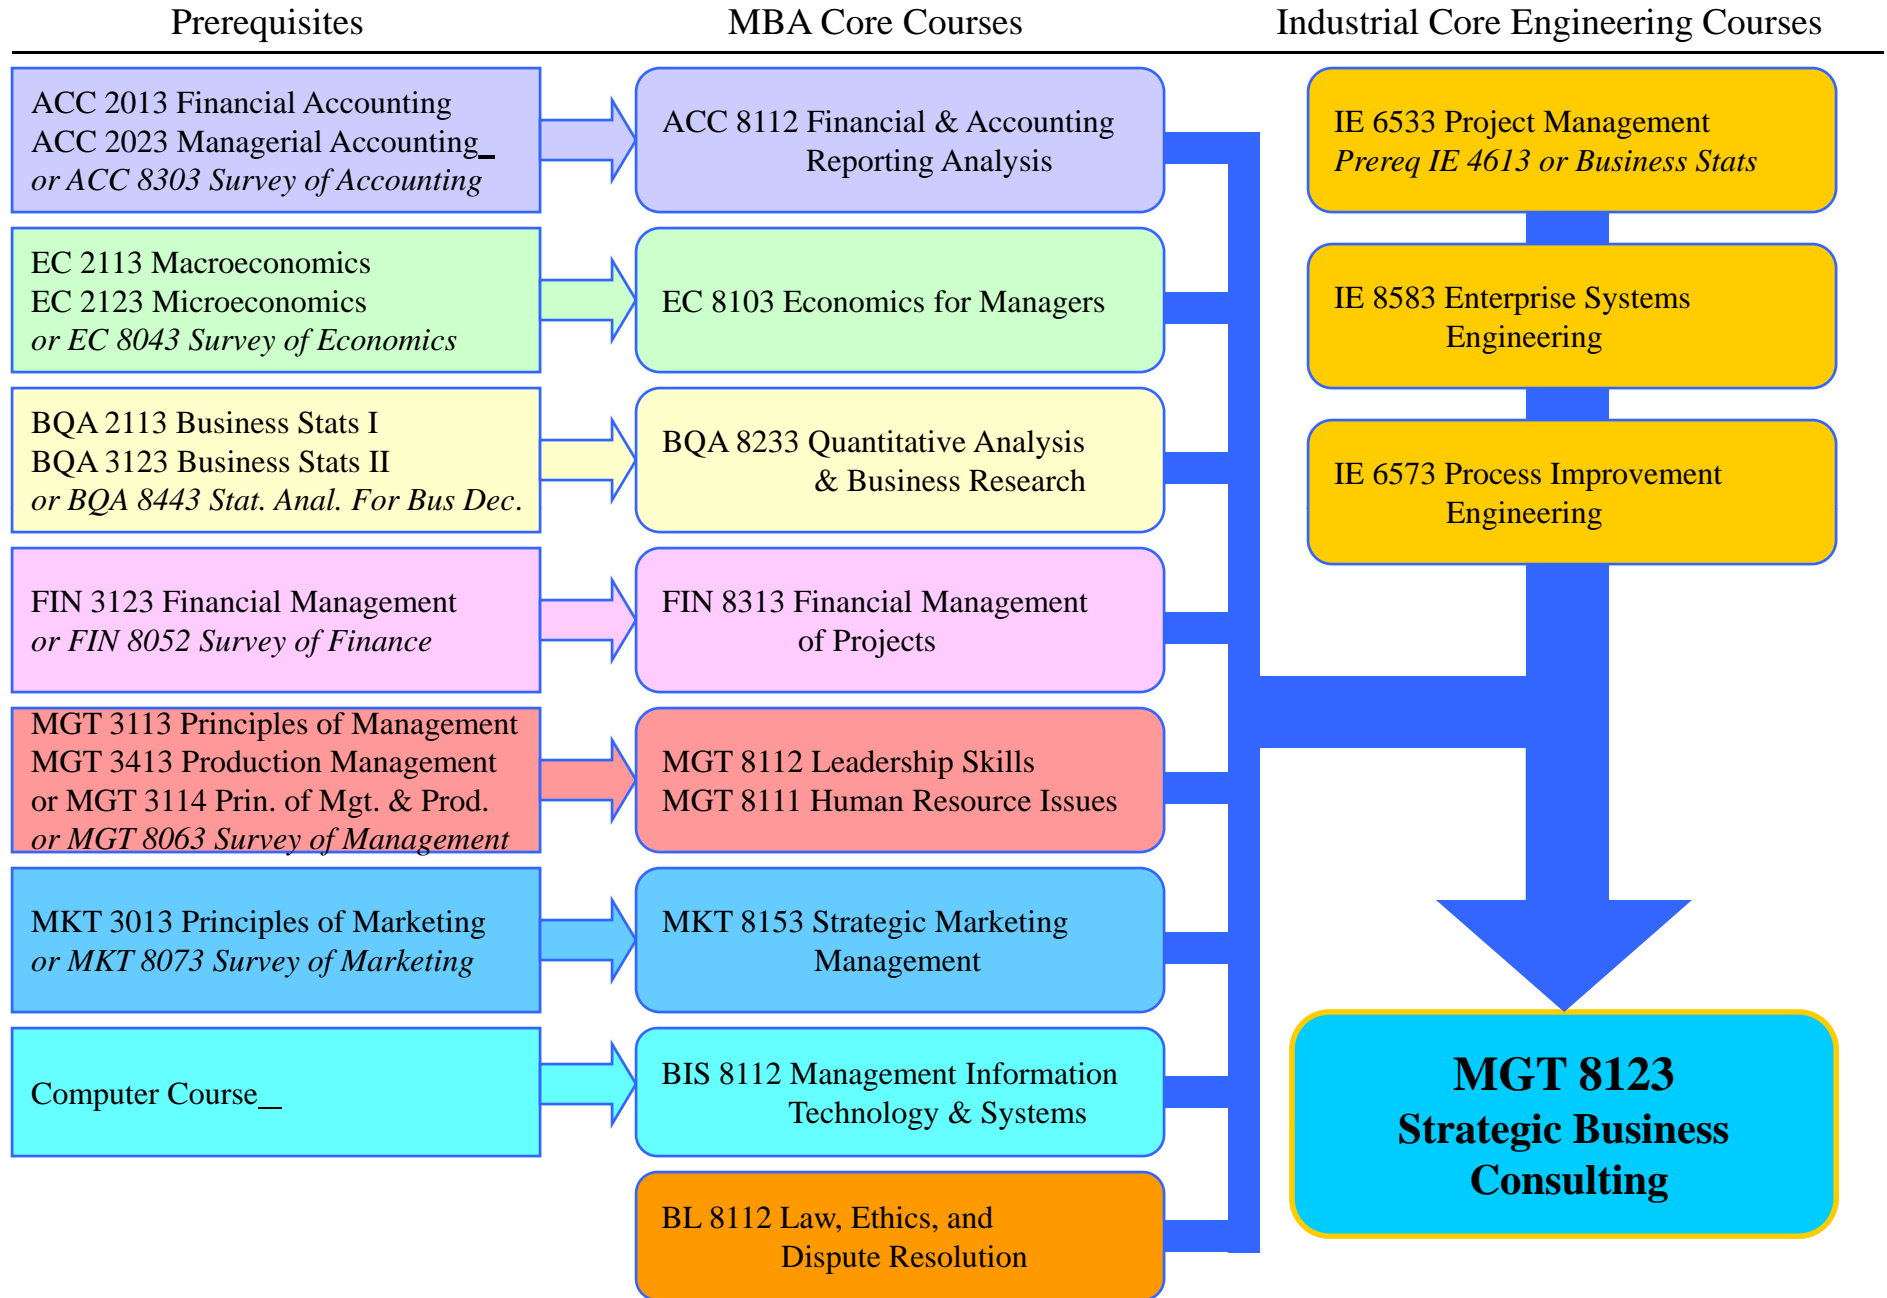 Prerequisites
MBA Core Courses
Industrial Core Engineering Courses
ACC 2013 Financial Accounting
ACC 2023 Managerial Accounting_
or ACC 8303 Survey of Accounting
ACC 8112 Financial & Accounting
Reporting Analysis
IE 6533 Project Management
Prereq IE 4613 or Business Stats
EC 2113 Macroeconomics
EC 2123 Microeconomics
or EC 8043 Survey of Economics
EC 8103 Economics for Managers
IE 8583 Enterprise Systems
Engineering
BQA 2113 Business Stats I
BQA 3123 Business Stats II
or BQA 8443 Stat. Anal. For Bus Dec.
BQA 8233 Quantitative Analysis
& Business Research
IE 6573 Process Improvement
Engineering
FIN 3123 Financial Management
or FIN 8052 Survey of Finance
FIN 8313 Financial Management
of Projects
MGT 3113 Principles of Management
MGT 3413 Production Management
or MGT 3114 Prin. of Mgt. & Prod.
or MGT 8063 Survey of Management
MGT 8112 Leadership Skills
MGT 8111 Human Resource Issues
MKT 3013 Principles of Marketing
or MKT 8073 Survey of Marketing
MKT 8153 Strategic Marketing
Management
Computer Course_
BIS 8112 Management Information
Technology & Systems
BL 8112 Law, Ethics, and
Dispute Resolution
MGT 8123
Strategic Business
Consulting